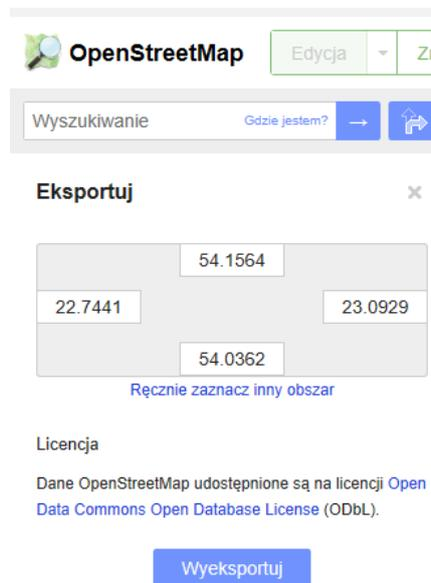 OpenStreetMap Edycja
Wyszukiwanie Gdzie jestem?
Eksportuj
54.1564
22.7441 23.0929
54.0362
Ręcznie zaznacz inny obszar
Licencja
Dane OpenStreetMap udostępnione są na licencji Open
Data Commons Open Database License (ODbL).
Wyeksportuj